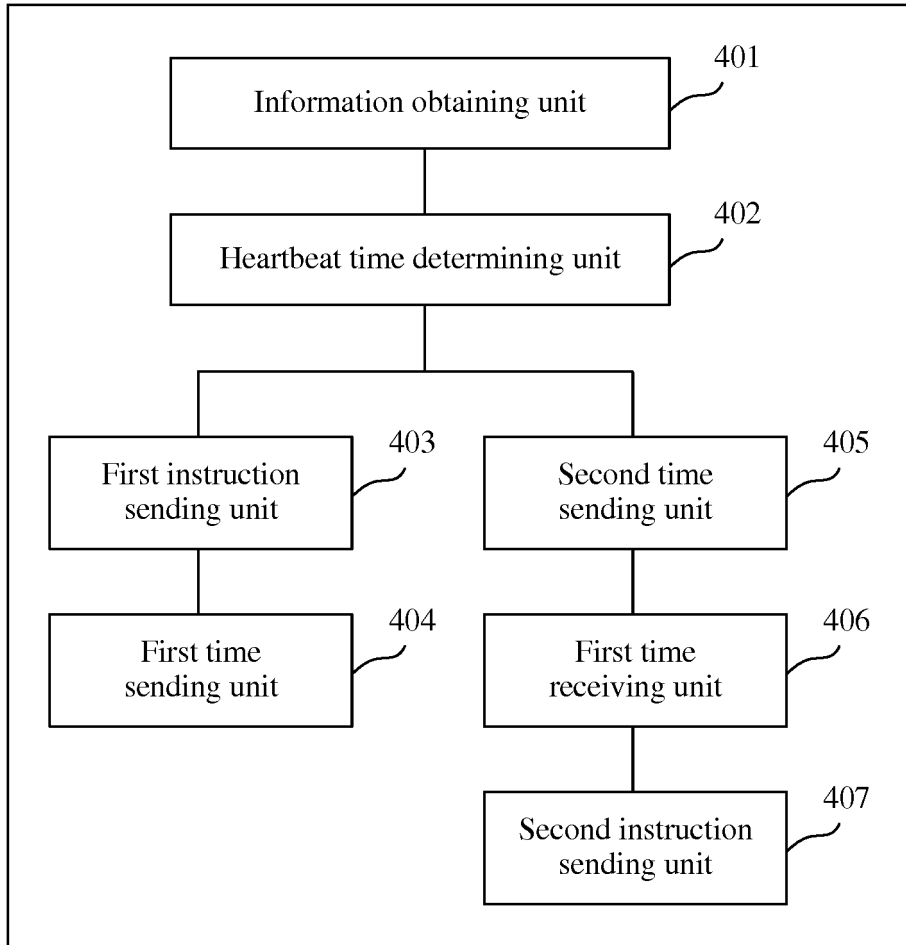 401
Information obtaining unit
402
Heartbeat time determining unit
403
First instruction
sending unit
405
Second time
sending unit
404
First time
sending unit
406
First time
receiving unit
407
Second instruction
sending unit